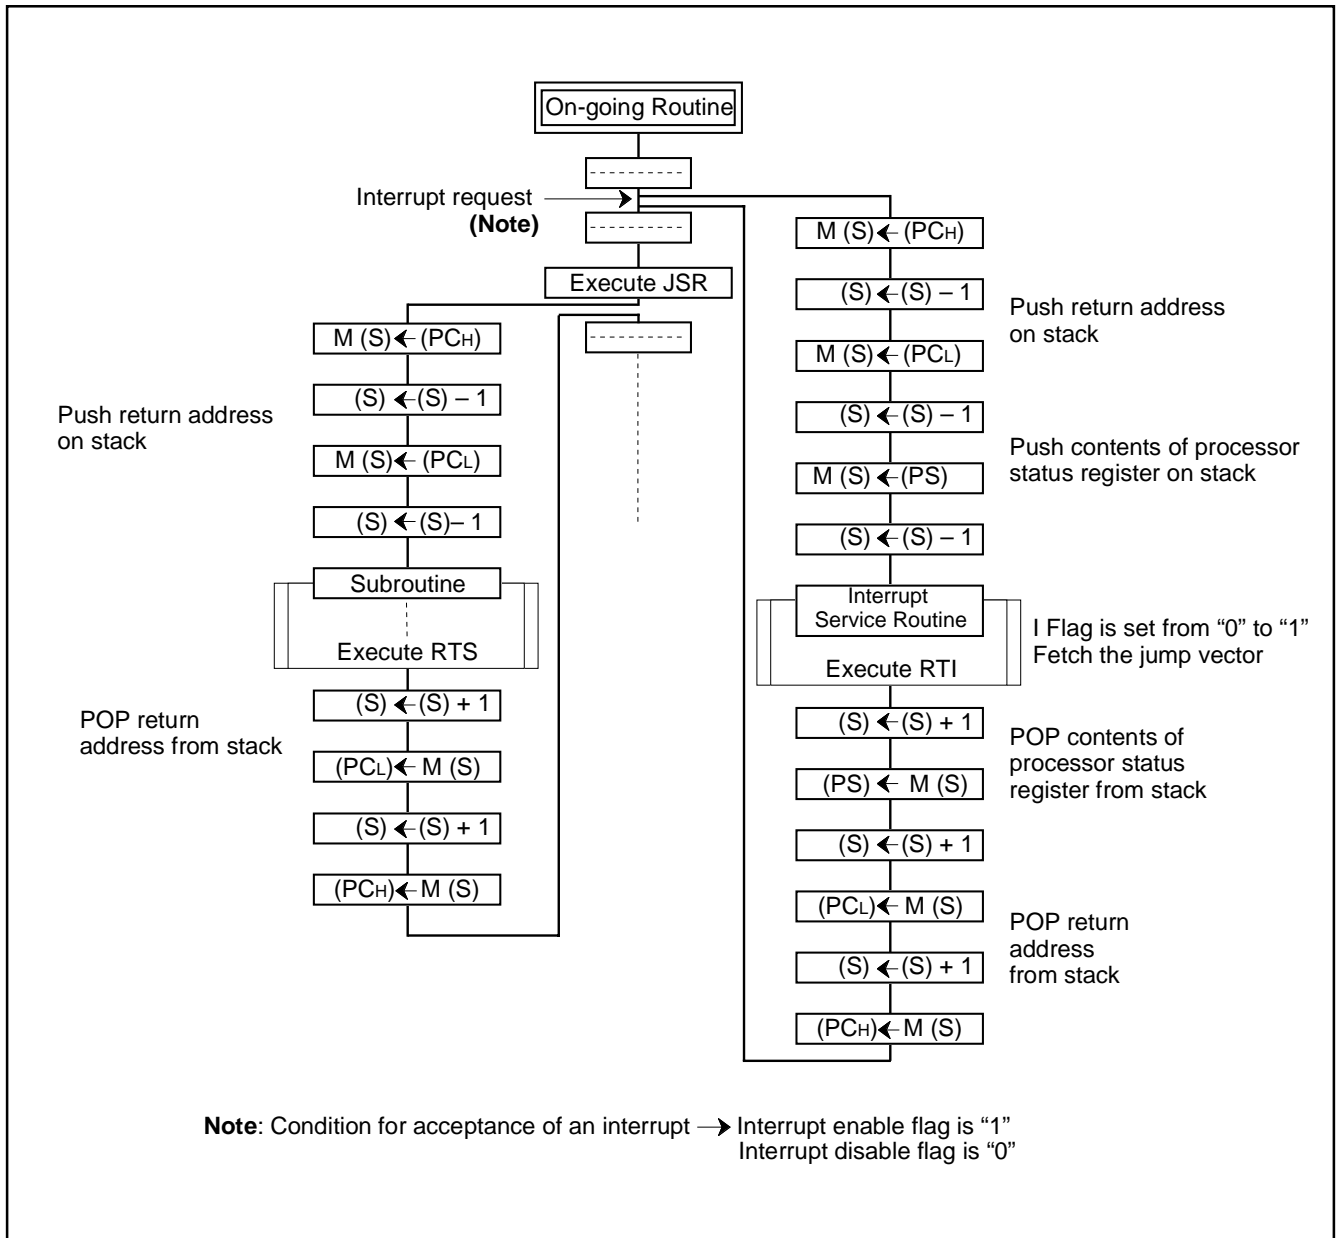 On-going Routine
Interrupt request
(Note)
Execute JSR
M (S) ← (PCH)
(S) ← (S) – 1
M (S) ← (PCL)
(S) ← (S)– 1
Push return address
on stack
Subroutine
Execute RTS
(S) ← (S) + 1
(PCL) ← M (S)
(S) ← (S) + 1
(PCH) ← M (S)
POP return
address from stack
M (S) ← (PCH)
(S) ← (S) – 1
M (S) ← (PCL)
(S) ← (S) – 1
M (S) ← (PS)
(S) ← (S) – 1
Push return address
on stack
Push contents of processor
status register on stack
Interrupt
Service Routine
Execute RTI
I Flag is set from “0” to “1”
Fetch the jump vector
(S) ← (S) + 1
(PS) ← M (S)
(S) ← (S) + 1
(PCL) ← M (S)
(S) ← (S) + 1
(PCH) ← M (S)
POP contents of
processor status
register from stack
POP return
address
from stack
Note: Condition for acceptance of an interrupt → Interrupt enable flag is “1”
Interrupt disable flag is “0”